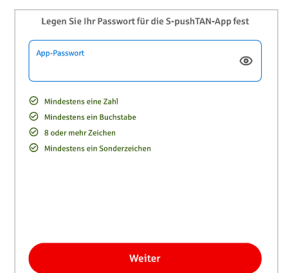 Legen Sie Ihr Passwort für die S-pushTAN-App fest
App-Passwort
Mindestens eine Zahl
Mindestens ein Buchstabe
8 oder mehr Zeichen
Mindestens ein Sonderzeichen
Weiter